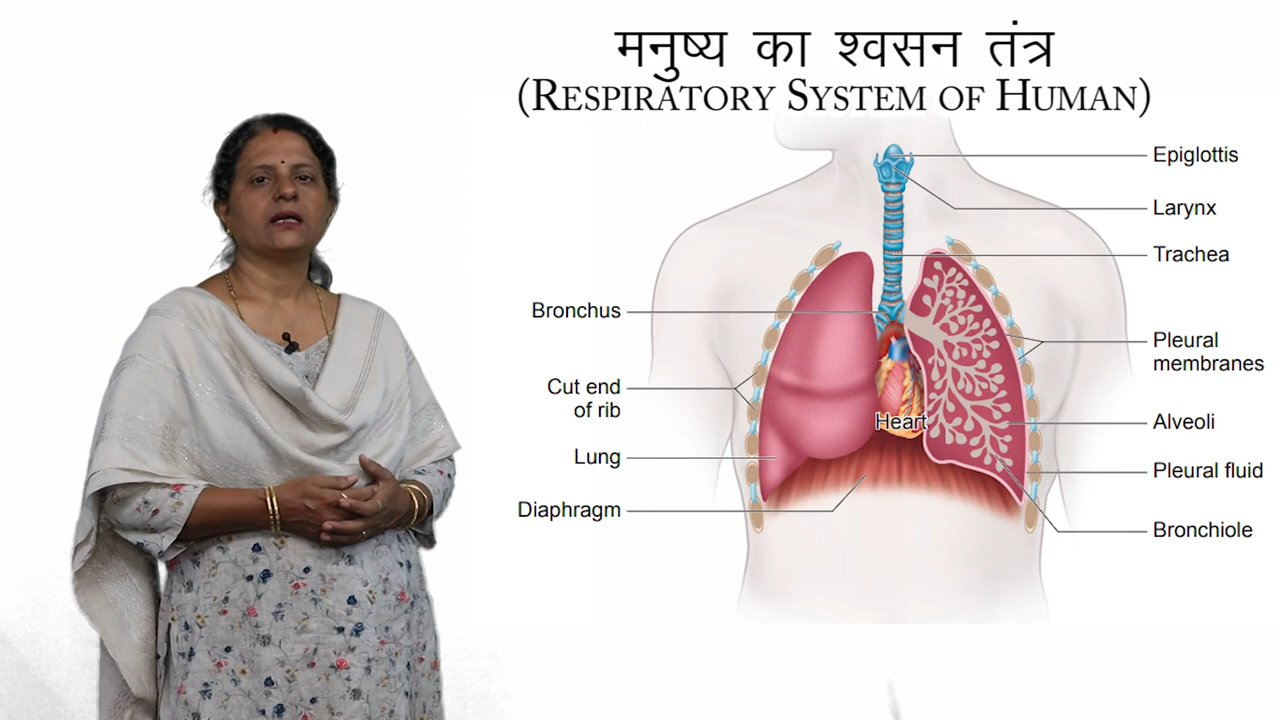 मनुष्य का श्वसन तंत्र
(RESPIRATORY SYSTEM OF HUMAN)
Epiglottis
Larynx
Trachea
Bronchus
Pleural
membranes
Cut end
of rib
Heart
Alveoli
Lung
Pleural fluid
Diaphragm
Bronchiole